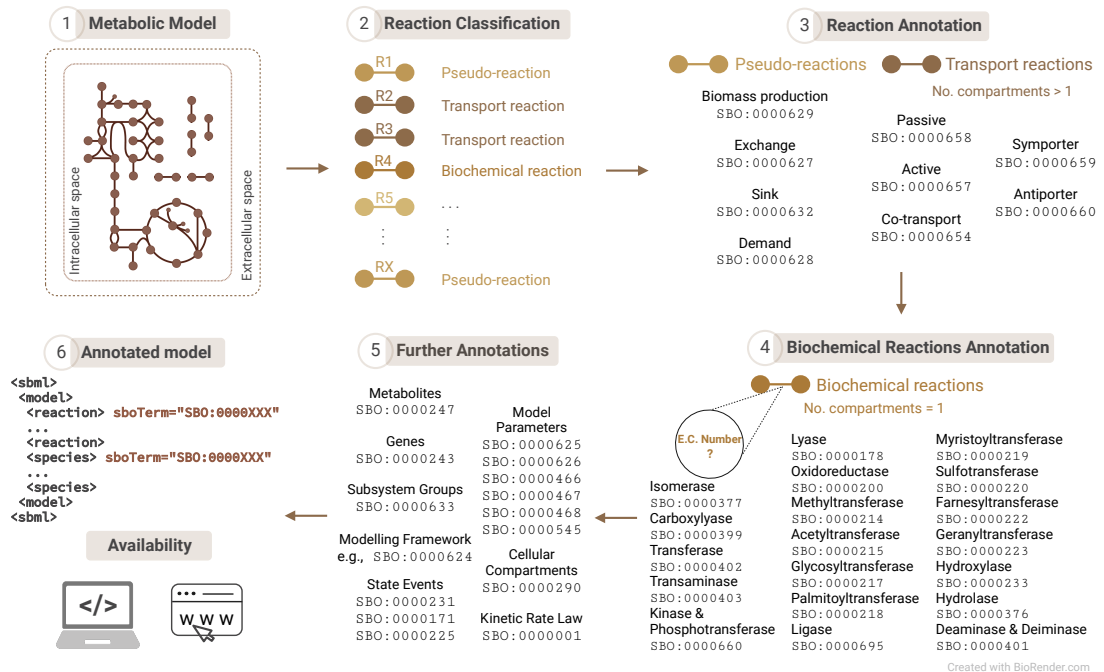 1 Metabolic Model
Intracellular space
Extracellular space
2 Reaction Classification
R1 Pseudo-reaction
R2 Transport reaction
R3 Transport reaction
R4 Biochemical reaction
R5 ...
RX Pseudo-reaction
3 Reaction Annotation
Pseudo-reactions
Biomass production
SBO:0000629
Exchange
SBO:0000627
Sink
SBO:0000632
Demand
SBO:0000628
Transport reactions
No. compartments > 1
Passive
SBO:0000658
Active
SBO:0000657
Co-transport
SBO:0000654
Symporter
SBO:0000659
Antiporter
SBO:0000660
4 Biochemical Reactions Annotation
Biochemical reactions
No. compartments = 1
E.C. Number
?
Isomerase
SBO:0000377
Carboxylyase
SBO:0000399
Transferase
SBO:0000402
Transaminase
SBO:0000403
Kinase &
Phosphotransferase
SBO:0000660
Lyase
SBO:0000178
Oxidoreductase
SBO:0000200
Methyltransferase
SBO:0000214
Acetyltransferase
SBO:0000215
Glycosyltransferase
SBO:0000217
Palmitoyltransferase
SBO:0000218
Ligase
SBO:0000695
Myristoyltransferase
SBO:0000219
Sulfotransferase
SBO:0000220
Farnesyltransferase
SBO:0000222
Geranyltransferase
SBO:0000223
Hydroxylase
SBO:0000233
Hydrolase
SBO:0000376
Deaminase & Deiminase
SBO:0000401
5 Further Annotations
Metabolites
SBO:0000247
Genes
SBO:0000243
Subsystem Groups
SBO:0000633
Modelling Framework
e.g., SBO:0000624
State Events
SBO:0000231
SBO:0000171
SBO:0000225
Model
Parameters
SBO:0000625
SBO:0000626
SBO:0000466
SBO:0000467
SBO:0000468
SBO:0000545
Cellular
Compartments
SBO:0000290
Kinetic Rate Law
SBO:0000001
6 Annotated model
<sbml>
<model>
<reaction> sboTerm="SBO:0000XXX"
...
<reaction>
<species> sboTerm="SBO:0000XXX"
...
<species>
<model>
<sbml>
Availability
</>
W W W
Created with BioRender.com